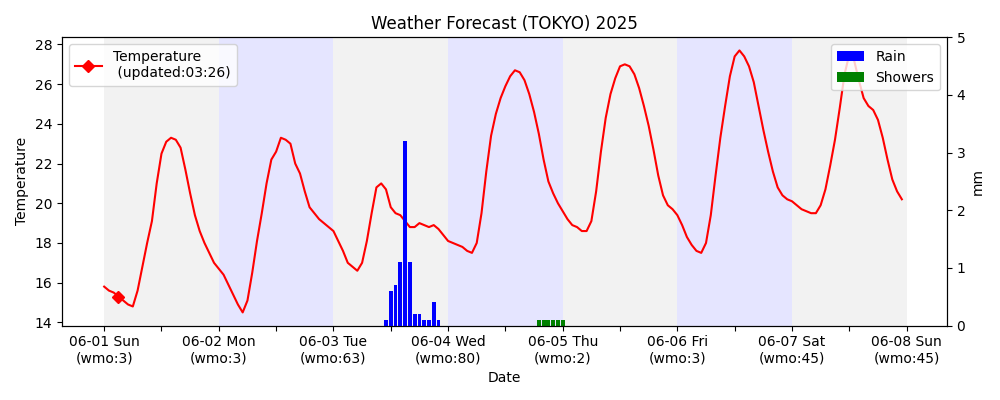 Weather Forecast (TOKYO) 2025
Temperature
(updated:03:26)
Rain
Showers
28
26
24
22
20
18
16
14
Temperature
5
4
3
2
1
0
mm
06-01 Sun
(wmo:3)
06-02 Mon
(wmo:3)
06-03 Tue
(wmo:63)
06-04 Wed
(wmo:80)
06-05 Thu
(wmo:2)
06-06 Fri
(wmo:3)
06-07 Sat
(wmo:45)
06-08 Sun
(wmo:45)
Date